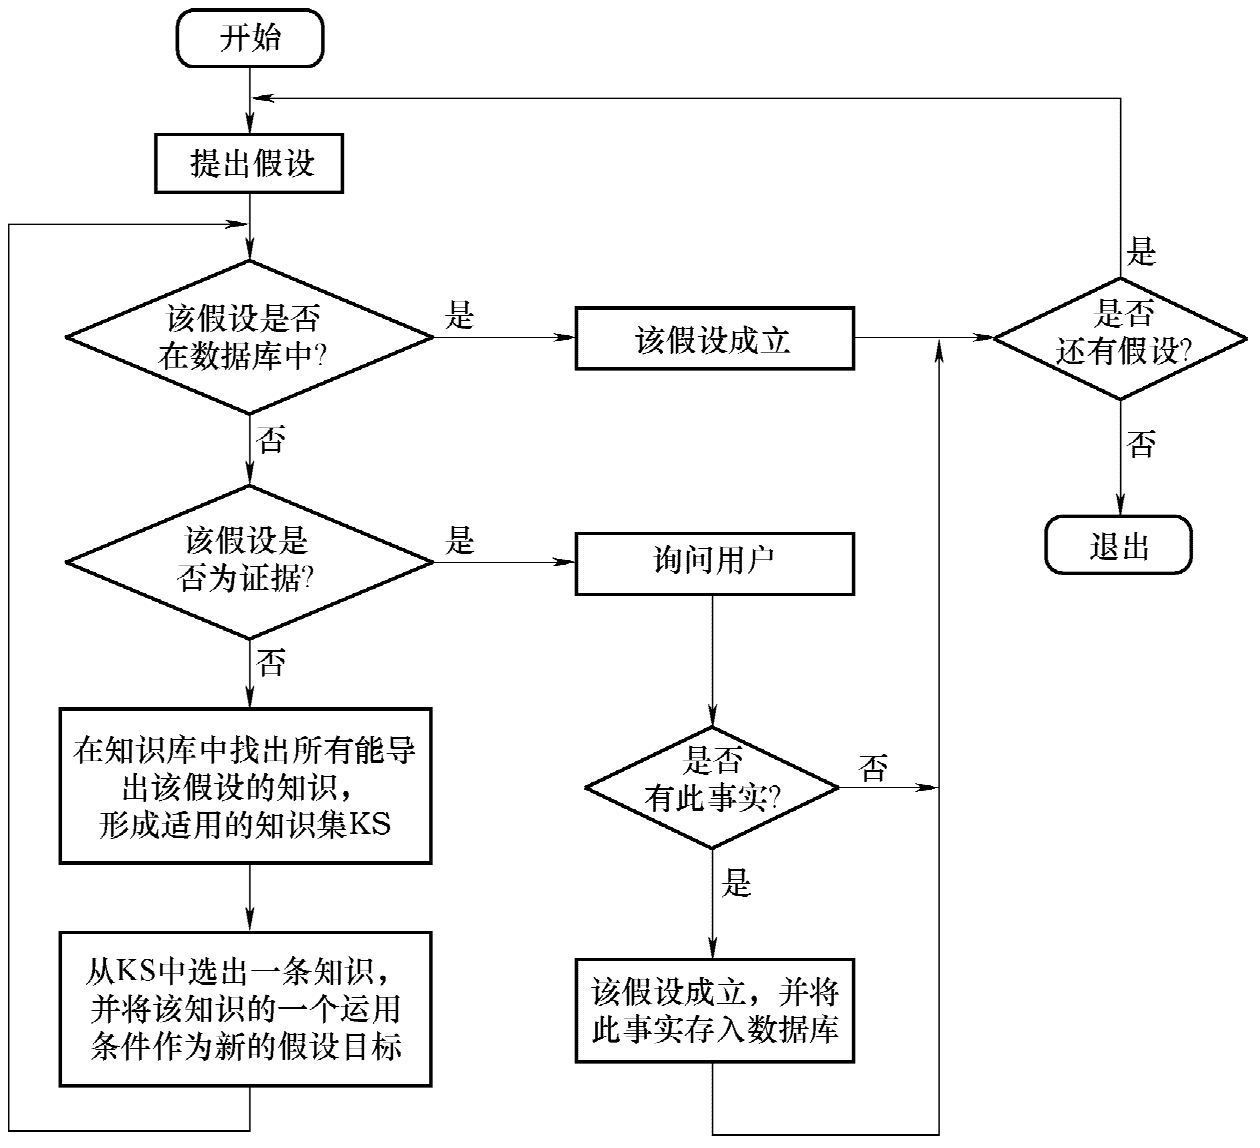 开始
提出假设
该假设是否
在数据库中?
是
该假设成立
是否
还有假设?
是
否
退出
否
该假设是
否为证据?
是
询问用户
否
在知识库中找出所有能导
出该假设的知识，
形成适用的知识集KS
是否
有此事实?
否
是
从KS中选出一条知识，
并将该知识的一个运用
条件作为新的假设目标
该假设成立，并将
此事实存入数据库